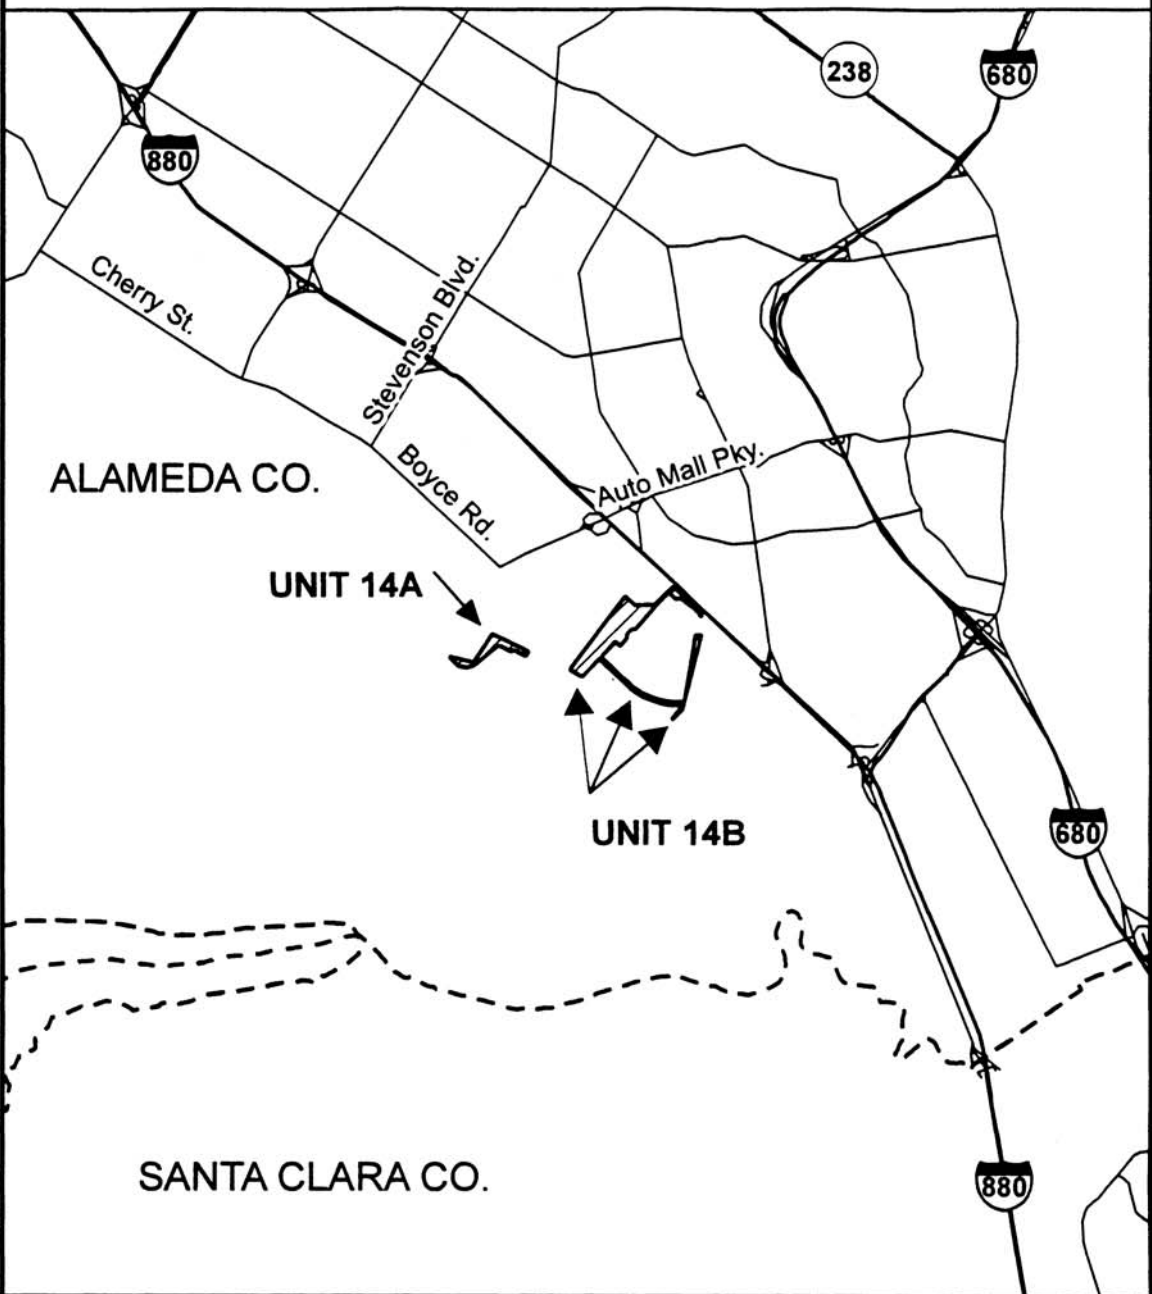 238
680
880
Cherry St.
Stevenson Blvd.
ALAMEDA CO.
Boyce Rd.
Auto Mall Pky.
UNIT 14A
UNIT 14B
680
SANTA CLARA CO.
880